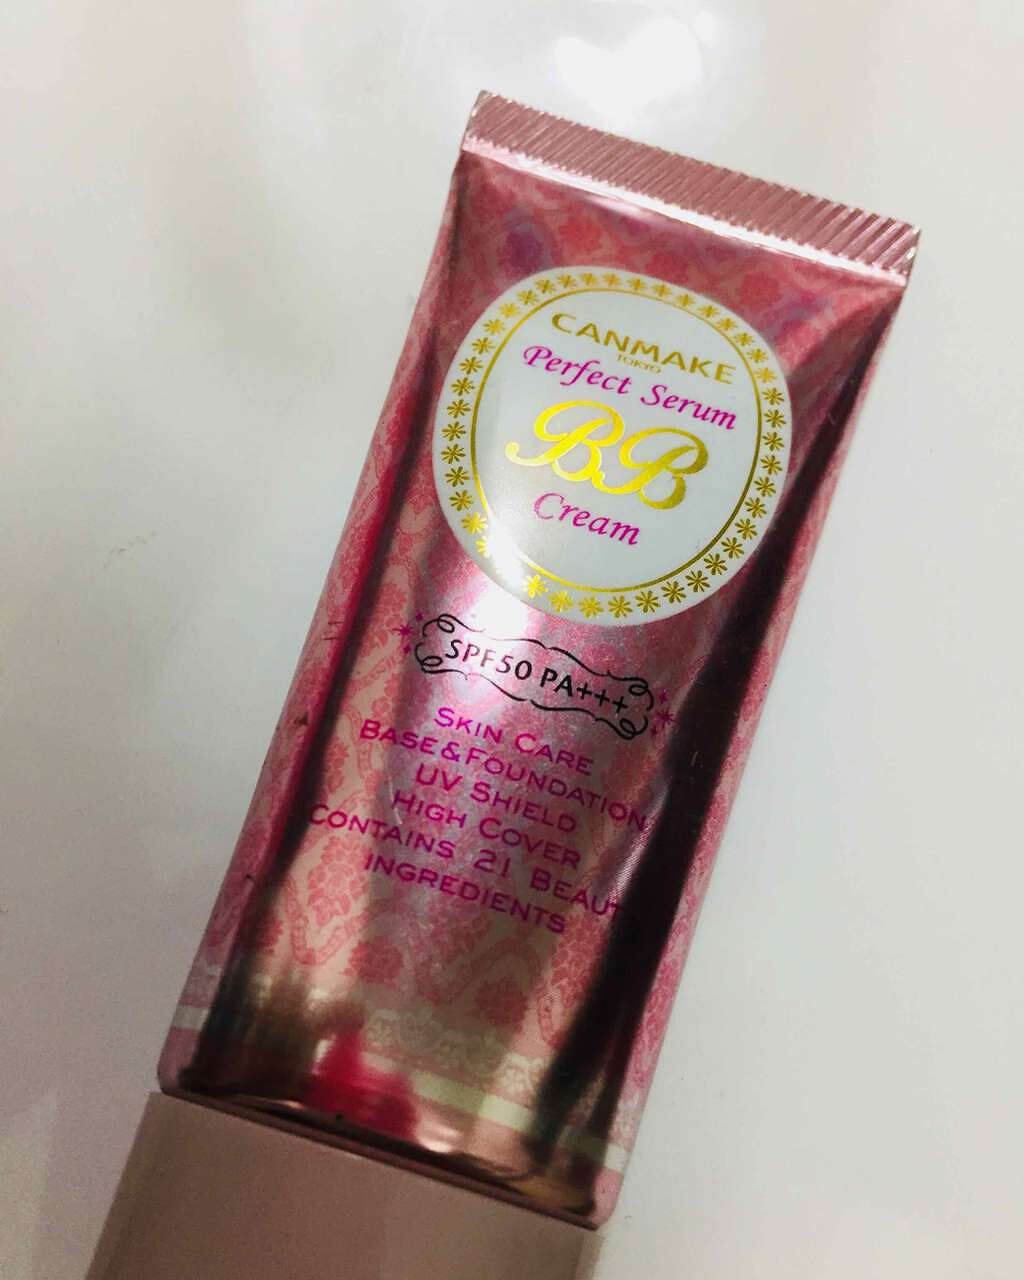 CANMAKE
TOKYO
Perfect Serum
BB
Cream
SPF50 PA+++
SKIN CARE
BASE&FOUNDATION
UV SHIELD
HIGH COVER
CONTAINS 21 BEAUT
INGREDIENTS